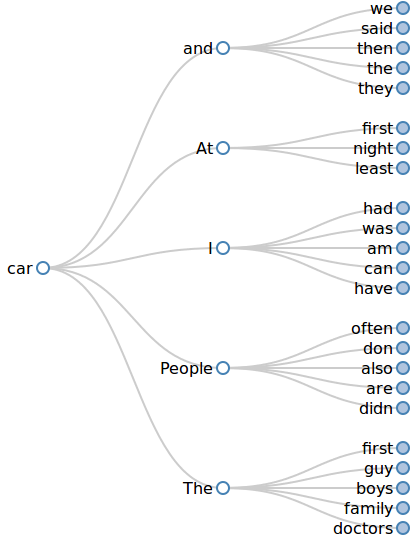 we
said
and
then
the
they
first
At
night
least
had
was
I
am
car
can
have
often
don
People
also
are
didn
first
guy
The
boys
family
doctors